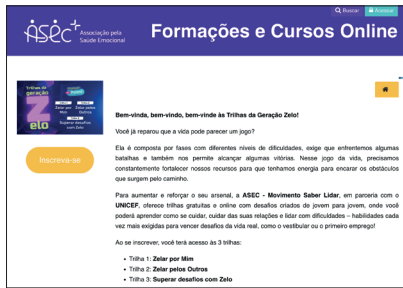 Buscar Acessar
ASEC+ Associação pela
Saúde Emocional
Formações e Cursos Online
Trilhas da
geração
Zelo
Zelar por
Mim
Zelar pelos
Outros
Superar desafios
com Zelo
Inscreva-se
Bem-vinda, bem-vindo, bem-vinde às Trilhas da Geração Zelo!
Você já reparou que a vida pode parecer um jogo?
Ela é composta por fases com diferentes níveis de dificuldades, exige que enfrentemos algumas
batalhas e também nos permite alcançar algumas vitórias. Nesse jogo da vida, precisamos
constantemente fortalecer nossos recursos para que tenhamos energia para encarar os obstáculos
que surgem pelo caminho.
Para aumentar e reforçar o seu arsenal, a ASEC - Movimento Saber Lidar, em parceria com o
UNICEF, oferece trilhas gratuitas e online com desafios criados de jovem para jovem, onde você
poderá aprender como se cuidar, cuidar das suas relações e lidar com dificuldades – habilidades cada
vez mais exigidas para vencer desafios da vida real, como o vestibular ou o primeiro emprego!
Ao se inscrever, você terá acesso às 3 trilhas:
• Trilha 1: Zelar por Mim
• Trilha 2: Zelar pelos Outros
• Trilha 3: Superar desafios com Zelo